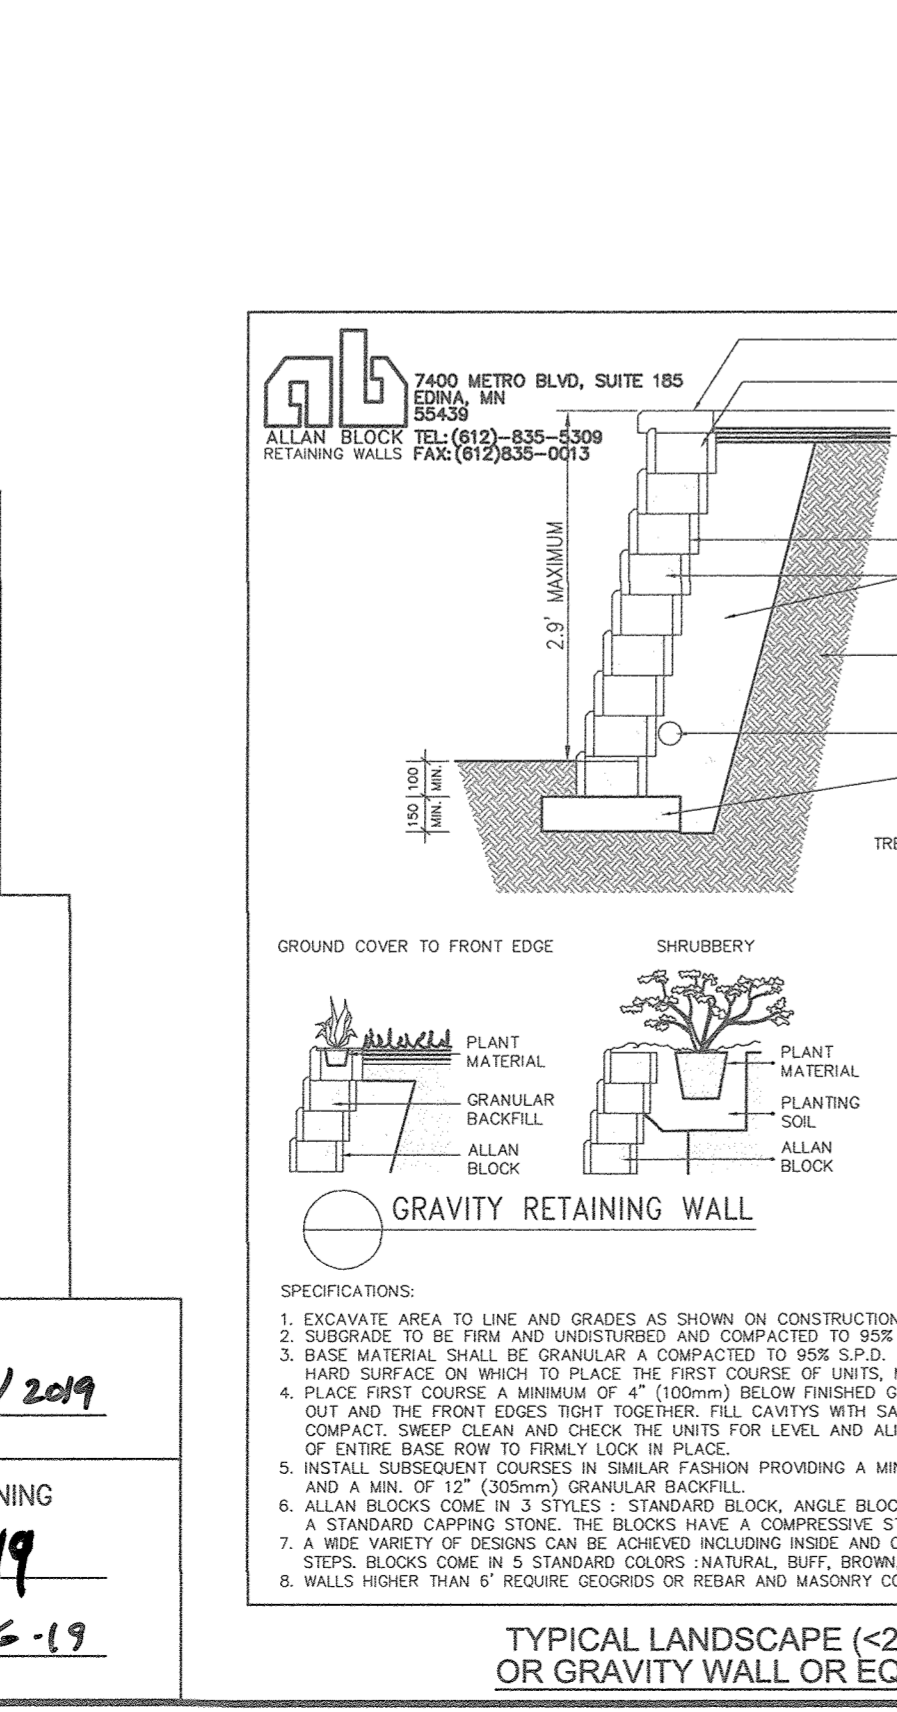 7400 METRO BLVD, SUITE 185
EDINA, MN
55439
ALLAN BLOCK
RETAINING WALLS
TEL:(612)-835-5309
FAX:(612)835-0013
2.9' MAXIMUM
100 MIN.
150 MIN.
TRE
GROUND COVER TO FRONT EDGE
PLANT
MATERIAL
GRANULAR
BACKFILL
ALLAN
BLOCK
SHRUBBERY
PLANT
MATERIAL
PLANTING
SOIL
ALLAN
BLOCK
GRAVITY RETAINING WALL
SPECIFICATIONS:
1. EXCAVATE AREA TO LINE AND GRADES AS SHOWN ON CONSTRUCTION
2. SUBGRADE TO BE FIRM AND UNDISTURBED AND COMPACTED TO 95%
3. BASE MATERIAL SHALL BE GRANULAR A COMPACTED TO 95% S.P.D.
HARD SURFACE ON WHICH TO PLACE THE FIRST COURSE OF UNITS,
4. PLACE FIRST COURSE A MINIMUM OF 4" (100mm) BELOW FINISHED G
OUT AND THE FRONT EDGES TIGHT TOGETHER. FILL CAVITYS WITH SA
COMPACT. SWEEP CLEAN AND CHECK THE UNITS FOR LEVEL AND ALI
OF ENTIRE BASE ROW TO FIRMLY LOCK IN PLACE.
5. INSTALL SUBSEQUENT COURSES IN SIMILAR FASHION PROVIDING A MIN
AND A MIN. OF 12" (305mm) GRANULAR BACKFILL.
6. ALLAN BLOCKS COME IN 3 STYLES : STANDARD BLOCK, ANGLE BLOC
A STANDARD CAPPING STONE. THE BLOCKS HAVE A COMPRESSIVE ST
7. A WIDE VARIETY OF DESIGNS CAN BE ACHIEVED INCLUDING INSIDE AND
STEPS. BLOCKS COME IN 5 STANDARD COLORS :NATURAL, BUFF, BROWN,
8. WALLS HIGHER THAN 6' REQUIRE GEOGRIDS OR REBAR AND MASONRY CO
TYPICAL LANDSCAPE (<2
OR GRAVITY WALL OR EQ
/ 2019
NING
19
-19